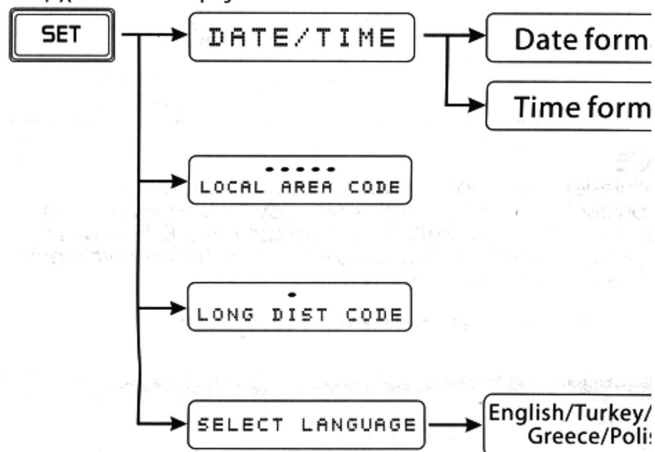 SET
DATE/TIME
Date form
Time form
LOCAL AREA CODE
LONG DIST CODE
SELECT LANGUAGE
English/Turkey/
Greece/Polis